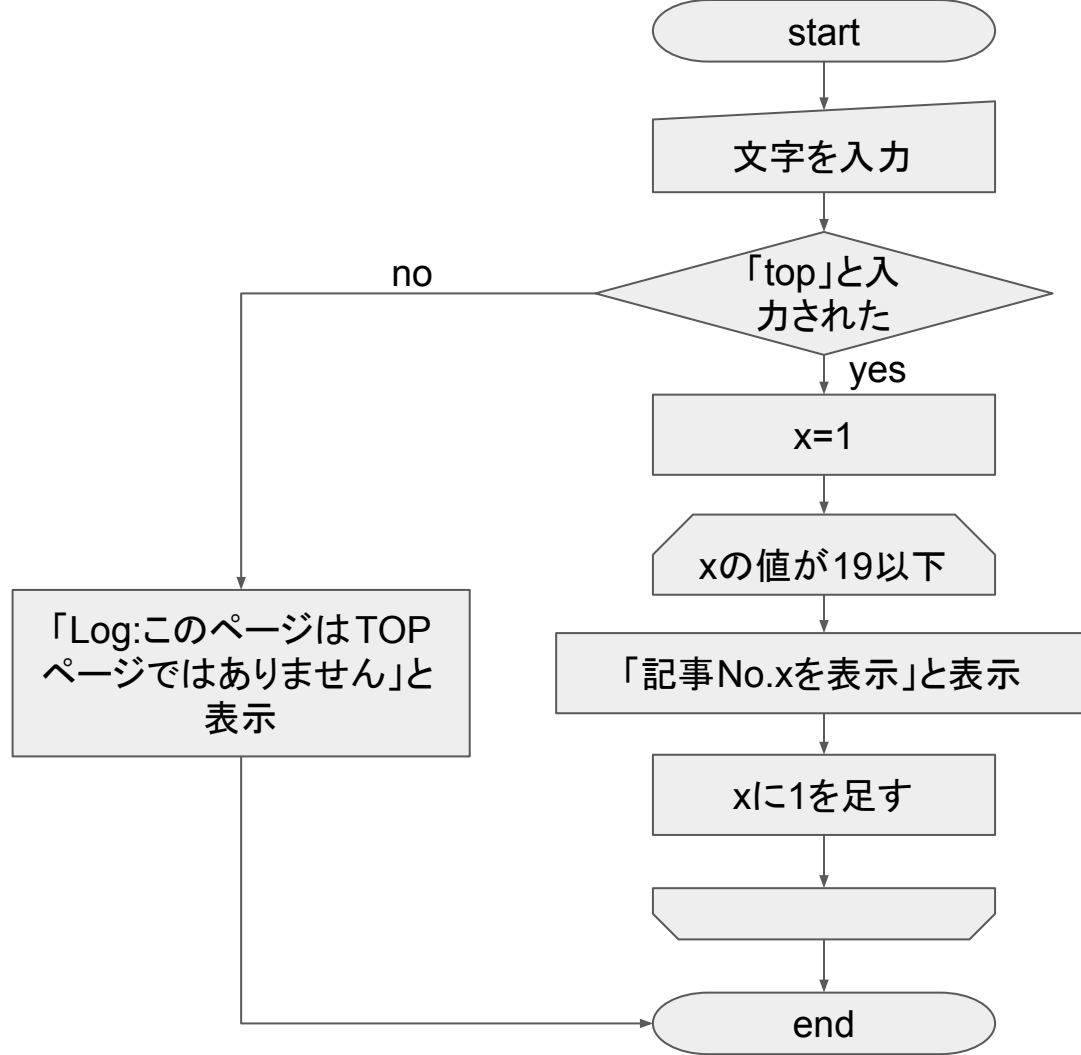 start
文字を入力
「top」と入
力された
no
yes
x=1
xの値が19以下
「Log:このページはTOP
ページではありません」と
表示
「記事No.xを表示」と表示
xに1を足す
end